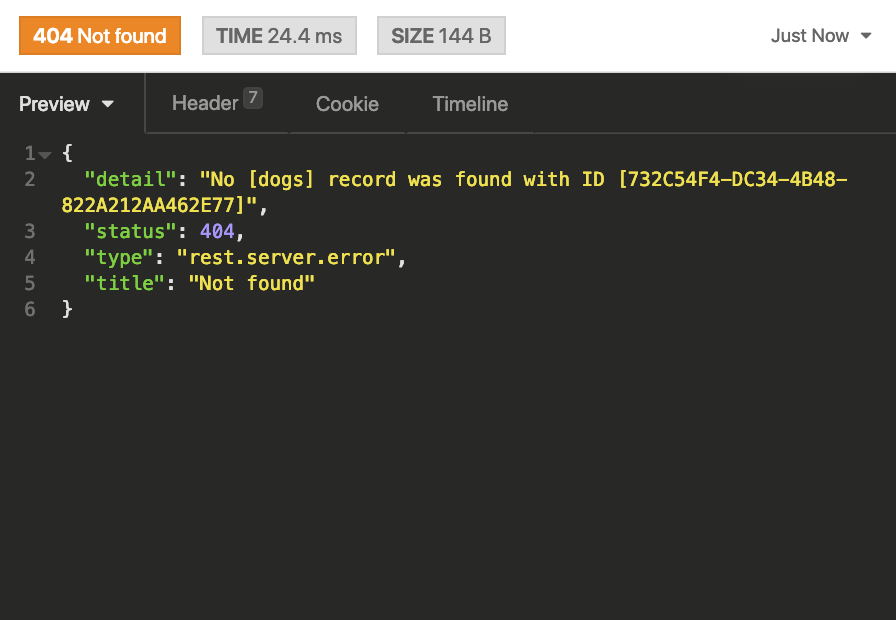 404 Not found TIME 24.4 ms SIZE 144 B Just Now
Preview Header 7 Cookie Timeline
1 {
2 "detail": "No [dogs] record was found with ID [732C54F4-DC34-4B48-
822A212AA462E77]",
3 "status": 404,
4 "type": "rest.server.error",
5 "title": "Not found"
6 }